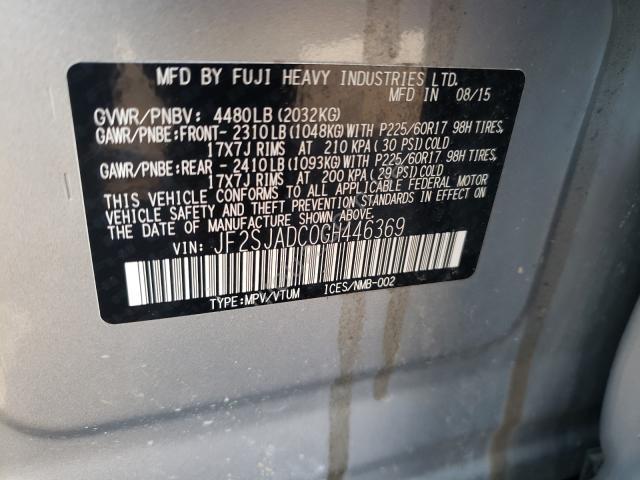 MFD BY FUJI HEAVY INDUSTRIES LTD.
MFD IN 08/15
GVWR/PNBV: 4480LB (2032KG)
GAWR/PNBE:FRONT- 2310LB (1048KG) WITH P225/60R17 98H TIRES,
17X7J RIMS AT 210 KPA (30 PSI) COLD
GAWR/PNBE:REAR - 2410LB (1093KG) WITH P225/60R17 98H TIRES,
17X7J RIMS AT 200 KPA (29 PSI) COLD
THIS VEHICLE CONFORMS TO ALL APPLICABLE FEDERAL MOTOR
VEHICLE SAFETY AND THEFT PREVENTION STANDARDS IN EFFECT ON
THE DATE OF MANUFACTURE SHOWN ABOVE.
VIN: JF2SJADC0GH446369
TYPE:MPV/VTUM ICES/NMB-002